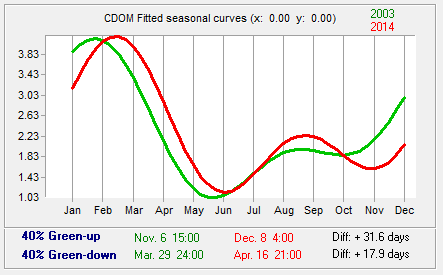 CDOM Fitted seasonal curves (x: 0.00 y: 0.00)
2003
2014
3.83
3.43
3.03
2.63
2.23
1.83
1.43
1.03
Jan Feb Mar Apr May Jun Jul Aug Sep Oct Nov Dec
40% Green-up Nov. 6 15:00 Dec. 8 4:00 Diff: + 31.6 days
40% Green-down Mar. 29 24:00 Apr. 16 21:00 Diff: + 17.9 days